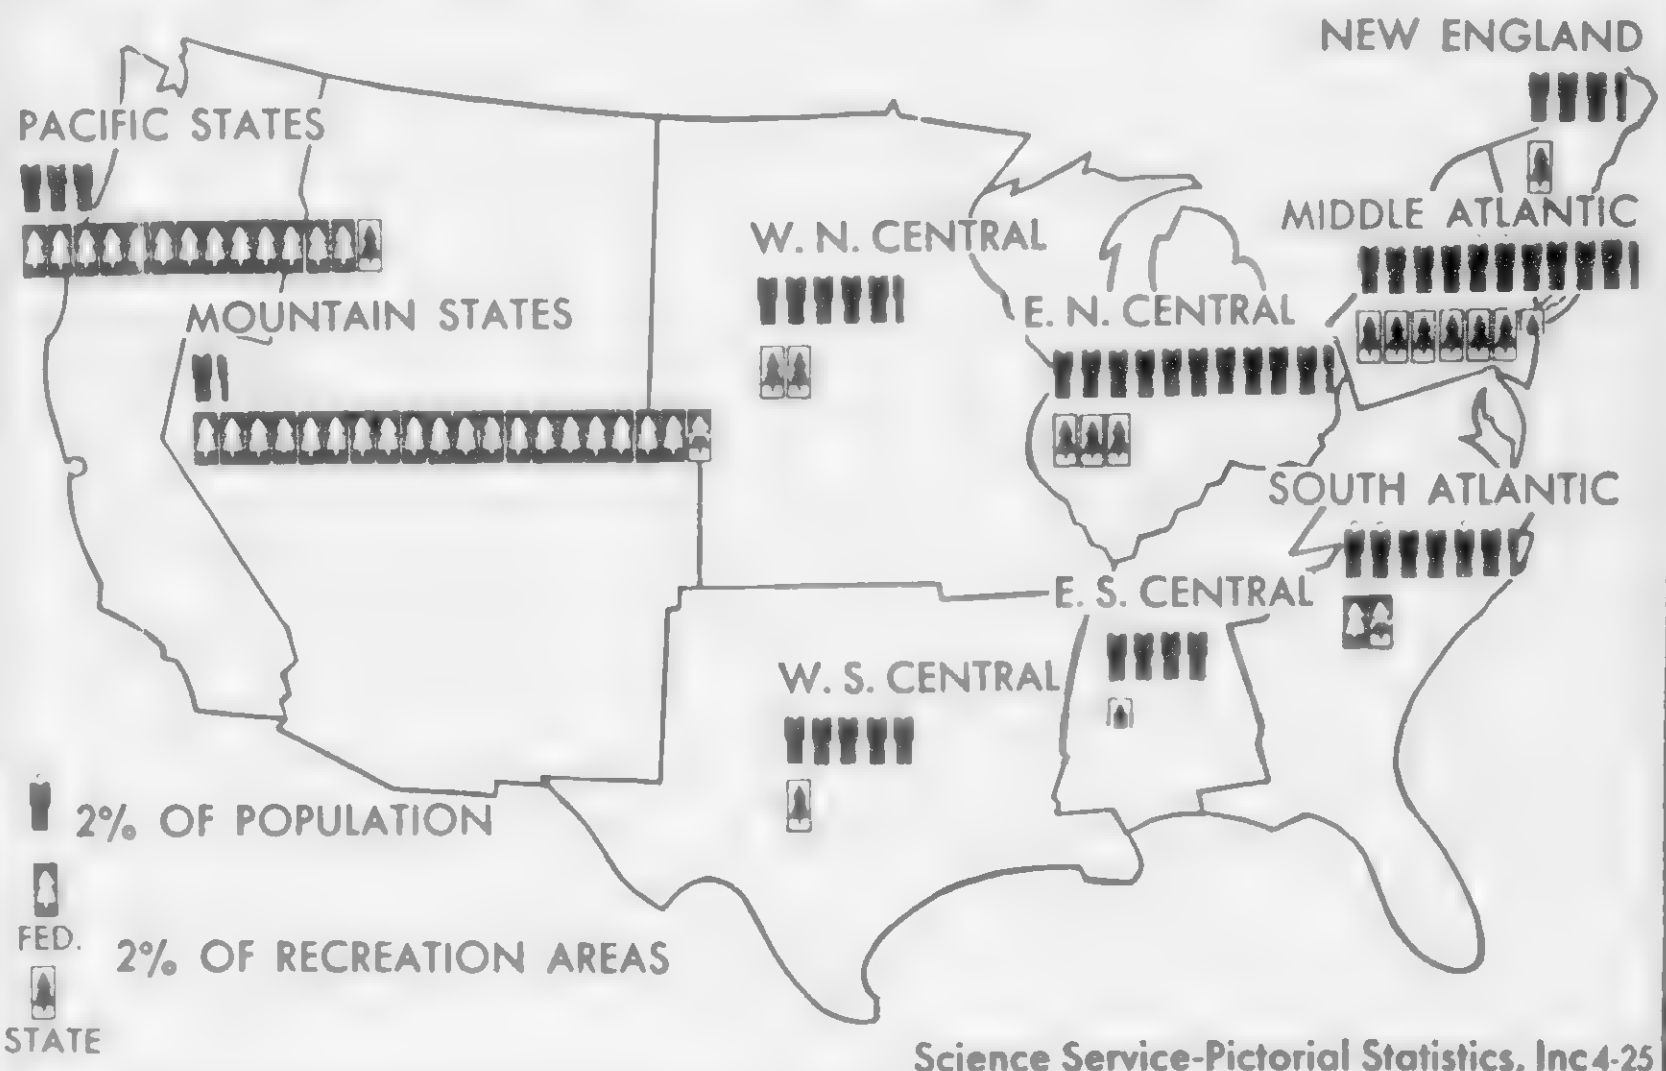 NEW ENGLAND
PACIFIC STATES
MIDDLE ATLANTIC
W. N. CENTRAL
MOUNTAIN STATES
E. N. CENTRAL
SOUTH ATLANTIC
E. S. CENTRAL
W. S. CENTRAL
2% OF POPULATION
FED.
2% OF RECREATION AREAS
STATE
Science Service-Pictorial Statistics, Inc 4-25